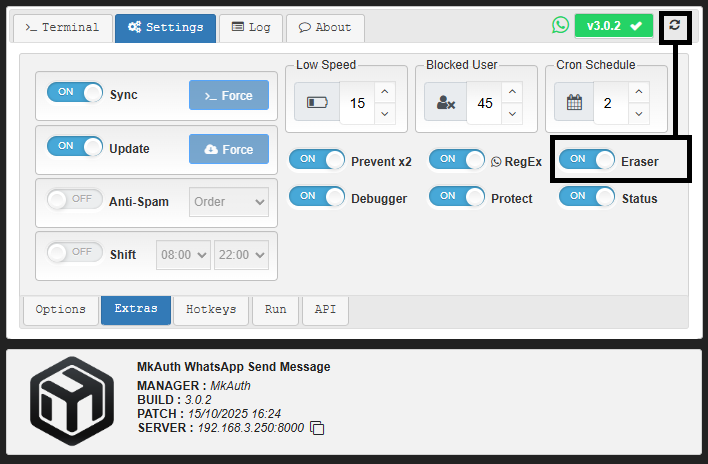 >_ Terminal Settings Log About v3.0.2
Low Speed Blocked User Cron Schedule
ON Sync >_ Force 15 45 2
ON Update Force
ON Prevent x2 ON RegEx ON Eraser
OFF Anti-Spam Order
ON Debugger ON Protect ON Status
OFF Shift 08:00 22:00
Options Extras Hotkeys Run API
MkAuth WhatsApp Send Message
MANAGER : MkAuth
BUILD : 3.0.2
PATCH : 15/10/2025 16:24
SERVER : 192.168.3.250:8000